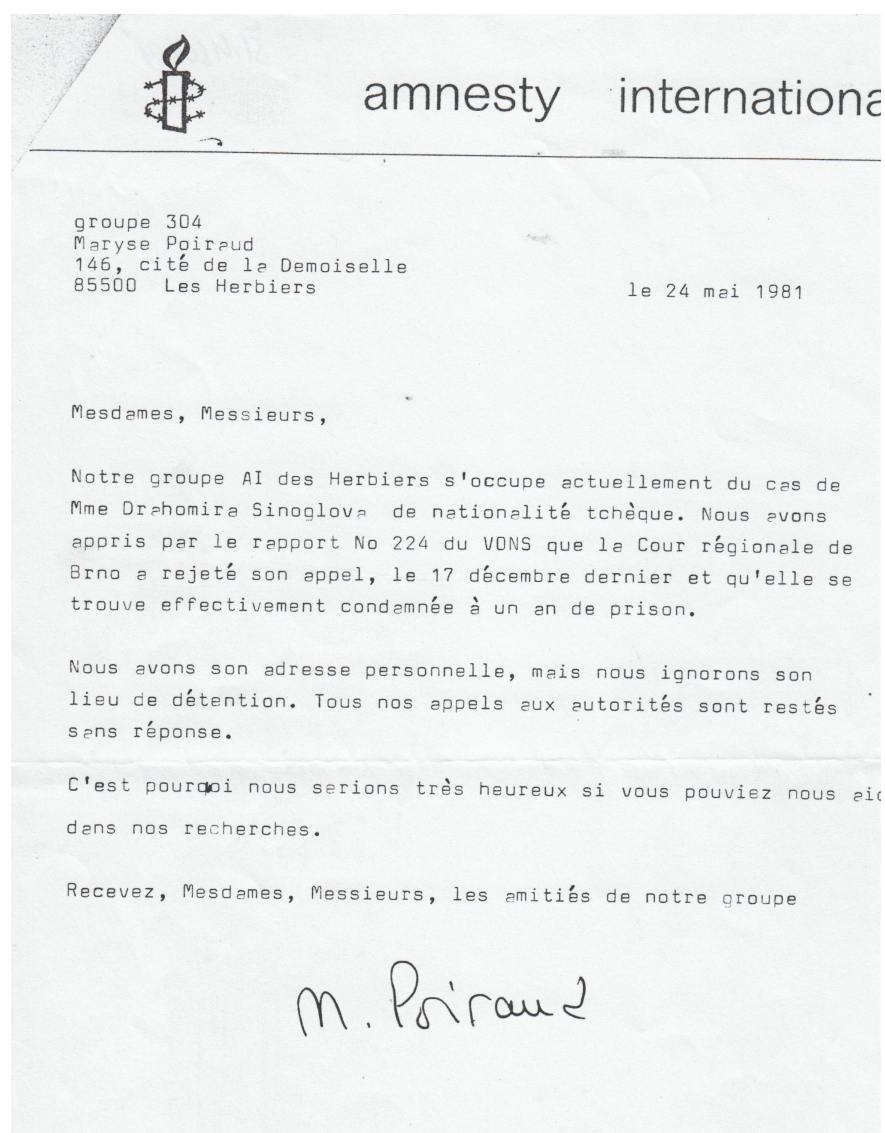 amnesty internationa
groupe 304
Maryse Poiraud
146, cité de la Demoiselle
85500 Les Herbiers
le 24 mai 1981
Mesdames, Messieurs,
Notre groupe AI des Herbiers s'occupe actuellement du cas de
Mme Drahomira Sinoglova de nationalité tchèque. Nous avons
appris par le rapport No 224 du VONS que la Cour régionale de
Brno a rejeté son appel, le 17 décembre dernier et qu'elle se
trouve effectivement condamnée à un an de prison.
Nous avons son adresse personnelle, mais nous ignorons son
lieu de détention. Tous nos appels aux autorités sont restés
sans réponse.
C'est pourqoi nous serions très heureux si vous pouviez nous aid
dans nos recherches.
Recevez, Mesdames, Messieurs, les amitiés de notre groupe
M. Poiraud